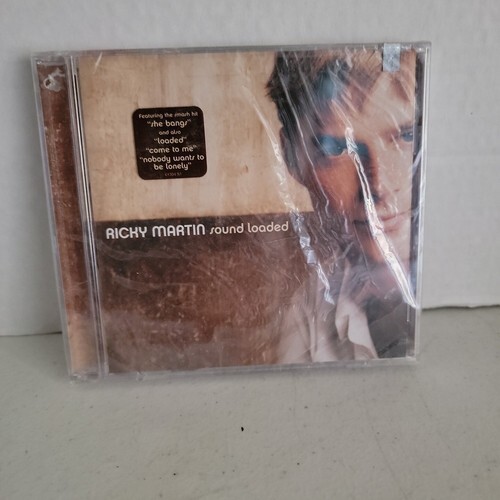 Featuring the smash hit
"she bangs"
and also
"loaded"
"come to me"
"nobody wants to
be lonely"
RICKY MARTIN sound loaded